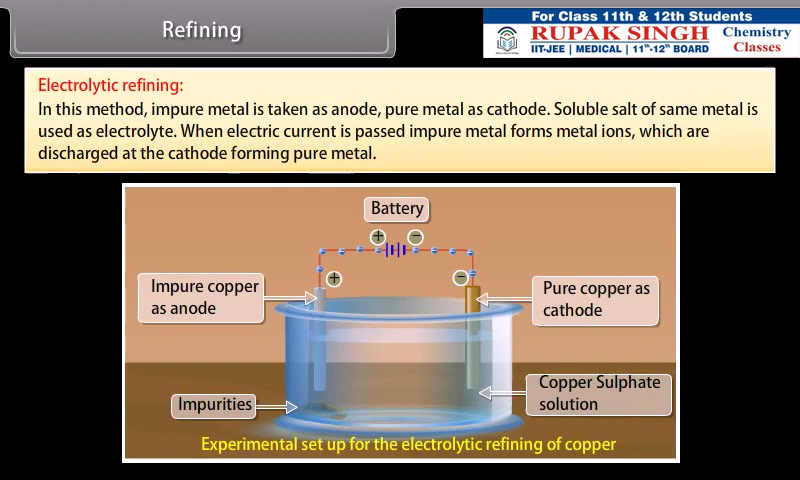 Refining
For Class 11th & 12th Students
RUPAK SINGH
Chemistry
Classes
IIT-JEE | MEDICAL | 11th-12th BOARD
Electrolytic refining:
In this method, impure metal is taken as anode, pure metal as cathode. Soluble salt of same metal is
used as electrolyte. When electric current is passed impure metal forms metal ions, which are
discharged at the cathode forming pure metal.
Battery
+
−
+
−
Impure copper
as anode
Pure copper as
cathode
Impurities
Copper Sulphate
solution
Experimental set up for the electrolytic refining of copper